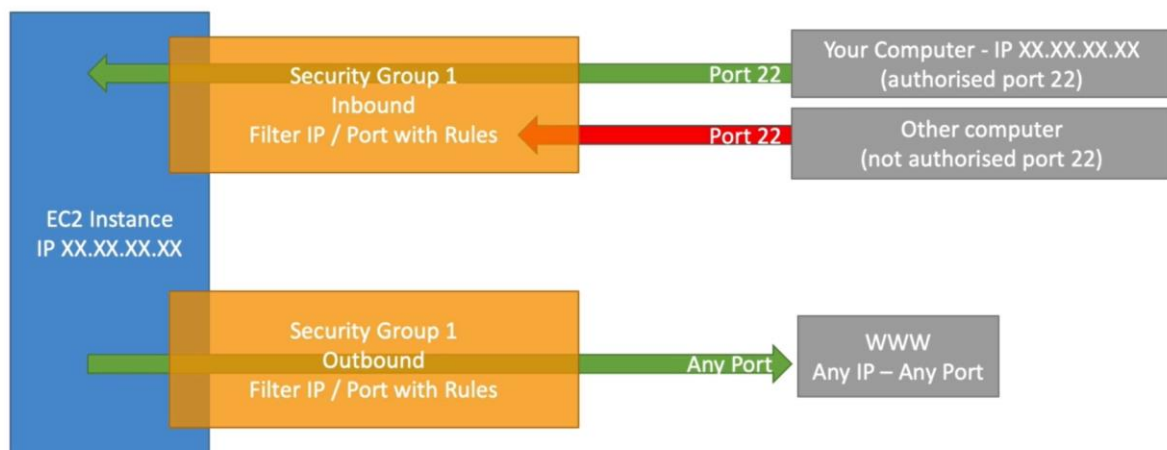 Security Group 1
Inbound
Filter IP / Port with Rules
Port 22
Your Computer - IP XX.XX.XX.XX
(authorised port 22)
Port 22
Other computer
(not authorised port 22)
EC2 Instance
IP XX.XX.XX.XX
Security Group 1
Outbound
Filter IP / Port with Rules
Any Port
WWW
Any IP – Any Port